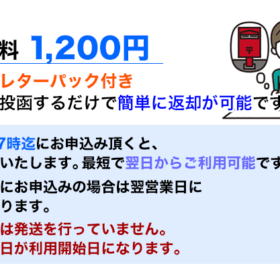 料 1,200円
レターパック付き
投函するだけで簡単に返却が可能です
7時迄にお申込み頂くと、
いたします。最短で翌日からご利用可能です
にお申込みの場合は翌営業日に
ります。
は発送を行っていません。
日が利用開始日になります。